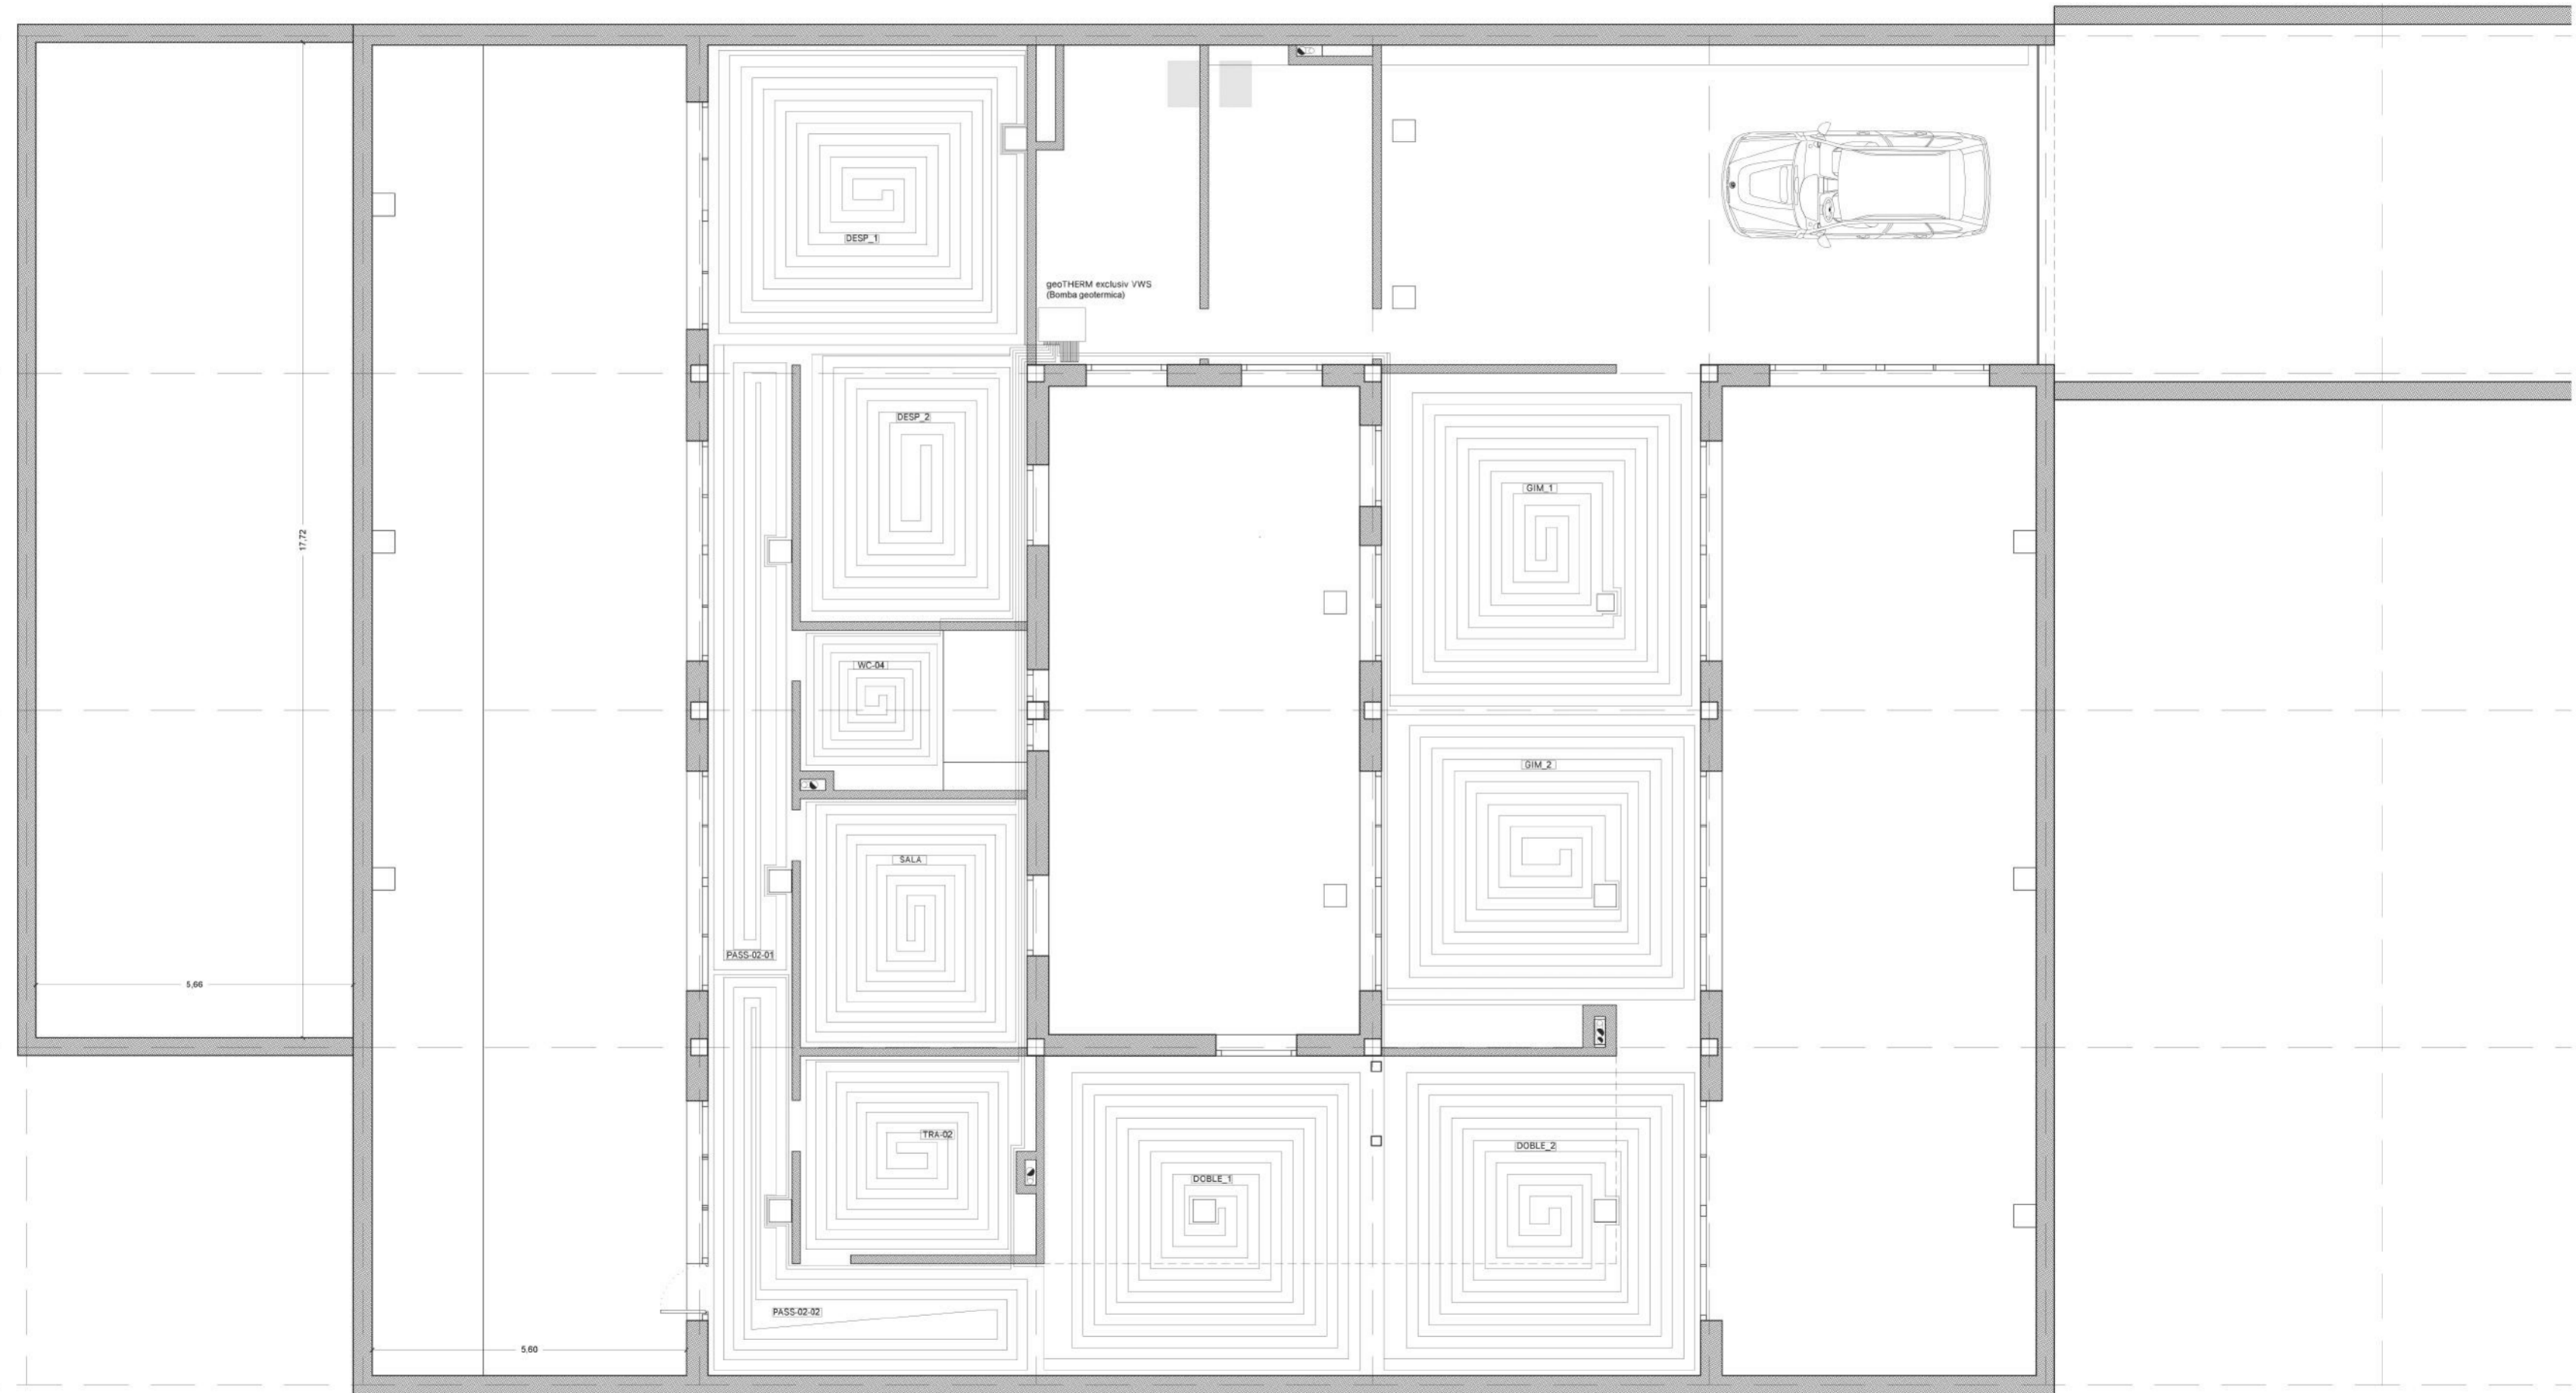 DESP_1
geoTHERM exclusiv VWS
(Bomba geotermica)
DESP_2
GIM_1
17,72
WC-04
GIM_2
SALA
PASS-02-01
5,66
TRA-02
DOBLE_2
DOBLE_1
PASS-02-02
5,60